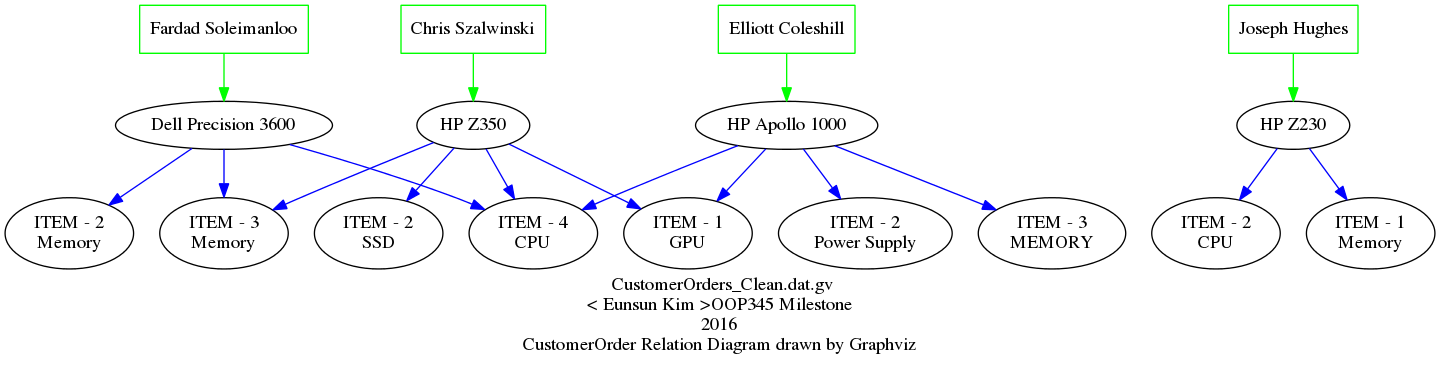 Fardad Soleimanloo
Chris Szalwinski
Elliott Coleshill
Joseph Hughes
Dell Precision 3600
HP Z350
HP Apollo 1000
HP Z230
ITEM - 2
Memory
ITEM - 3
Memory
ITEM - 2
SSD
ITEM - 4
CPU
ITEM - 1
GPU
ITEM - 2
Power Supply
ITEM - 3
MEMORY
ITEM - 2
CPU
ITEM - 1
Memory
CustomerOrders_Clean.dat.gv
< Eunsun Kim >OOP345 Milestone
2016
CustomerOrder Relation Diagram drawn by Graphviz